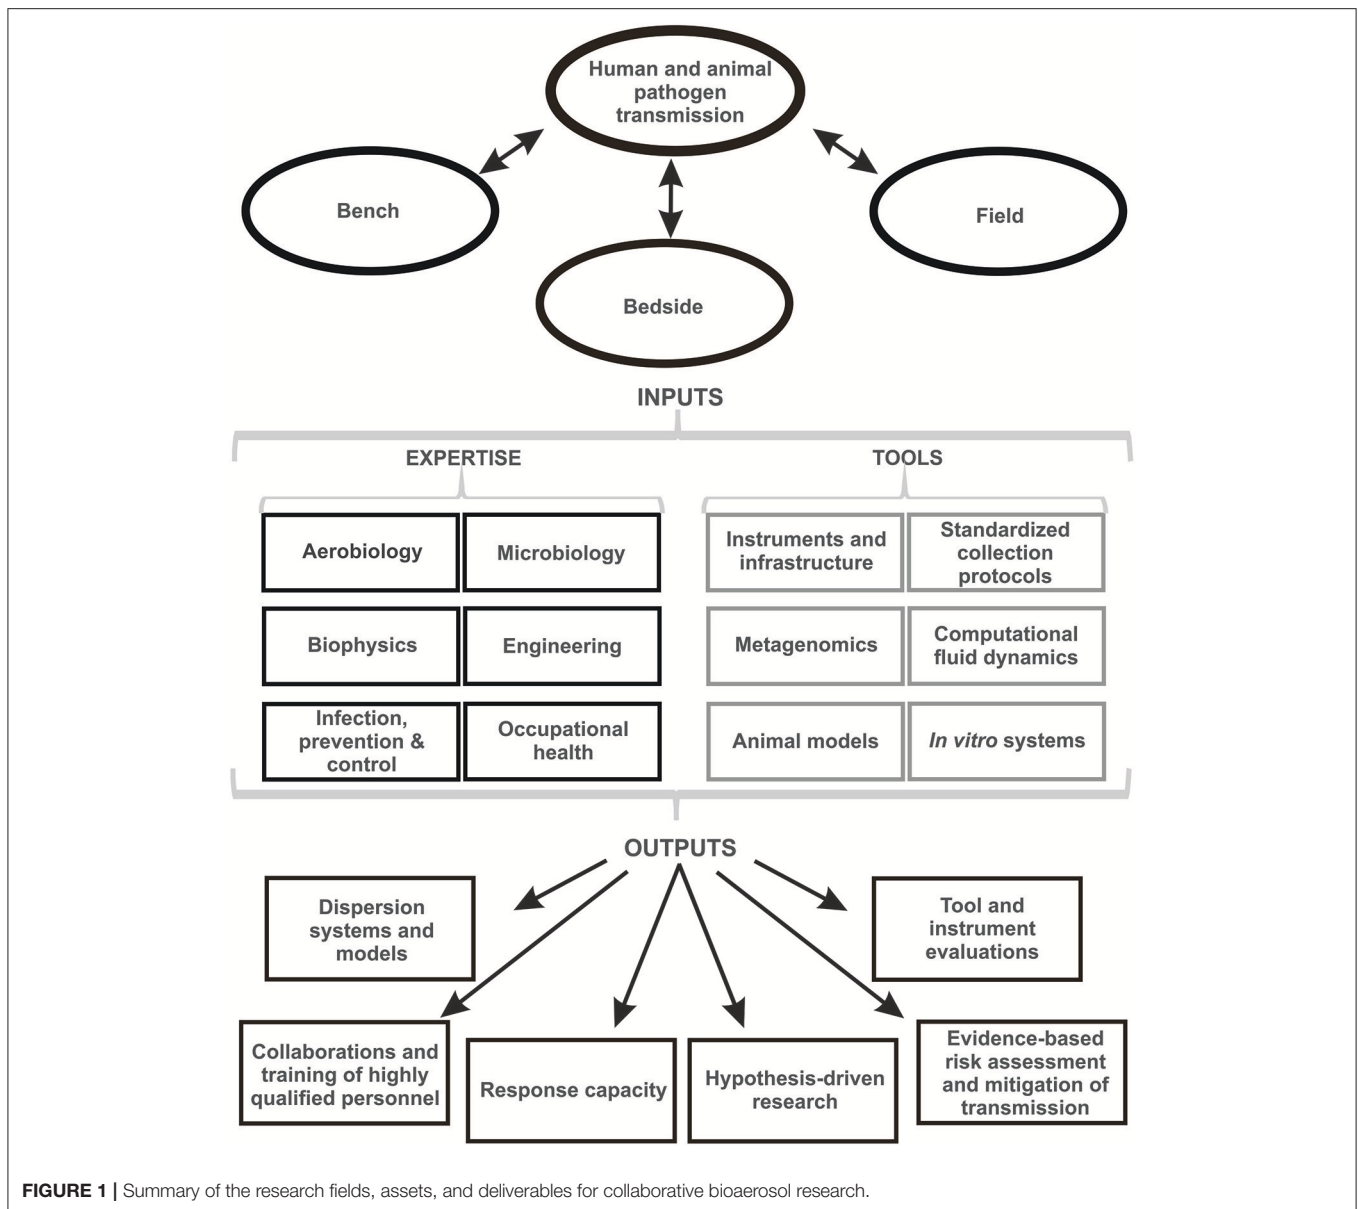 Human and animal
pathogen
transmission
Bench
Field
Bedside
INPUTS
EXPERTISE
TOOLS
Aerobiology
Microbiology
Instruments and
infrastructure
Standardized
collection
protocols
Biophysics
Engineering
Metagenomics
Computational
fluid dynamics
Infection,
prevention &
control
Occupational
health
Animal models
In vitro systems
OUTPUTS
Dispersion
systems and
models
Tool and
instrument
evaluations
Collaborations and
training of highly
qualified personnel
Response capacity
Hypothesis-driven
research
Evidence-based
risk assessment
and mitigation of
transmission
FIGURE 1 | Summary of the research fields, assets, and deliverables for collaborative bioaerosol research.